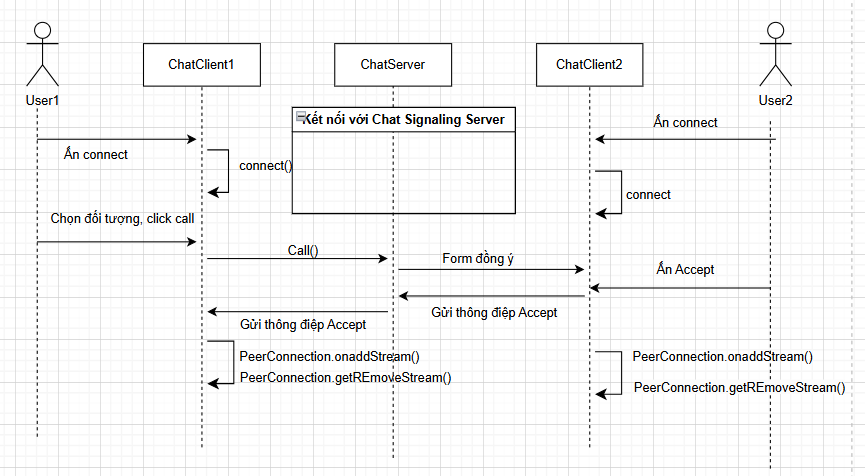 ChatClient1
ChatServer
ChatClient2
User1
User2
Kết nối với Chat Signaling Server
Ấn connect
Ấn connect
connect()
connect
Chọn đối tượng, click call
Call()
Form đồng ý
Ấn Accept
Gửi thông điệp Accept
Gửi thông điệp Accept
PeerConnection.onaddStream()
PeerConnection.getREmoveStream()
PeerConnection.onaddStream()
PeerConnection.getREmoveStream()